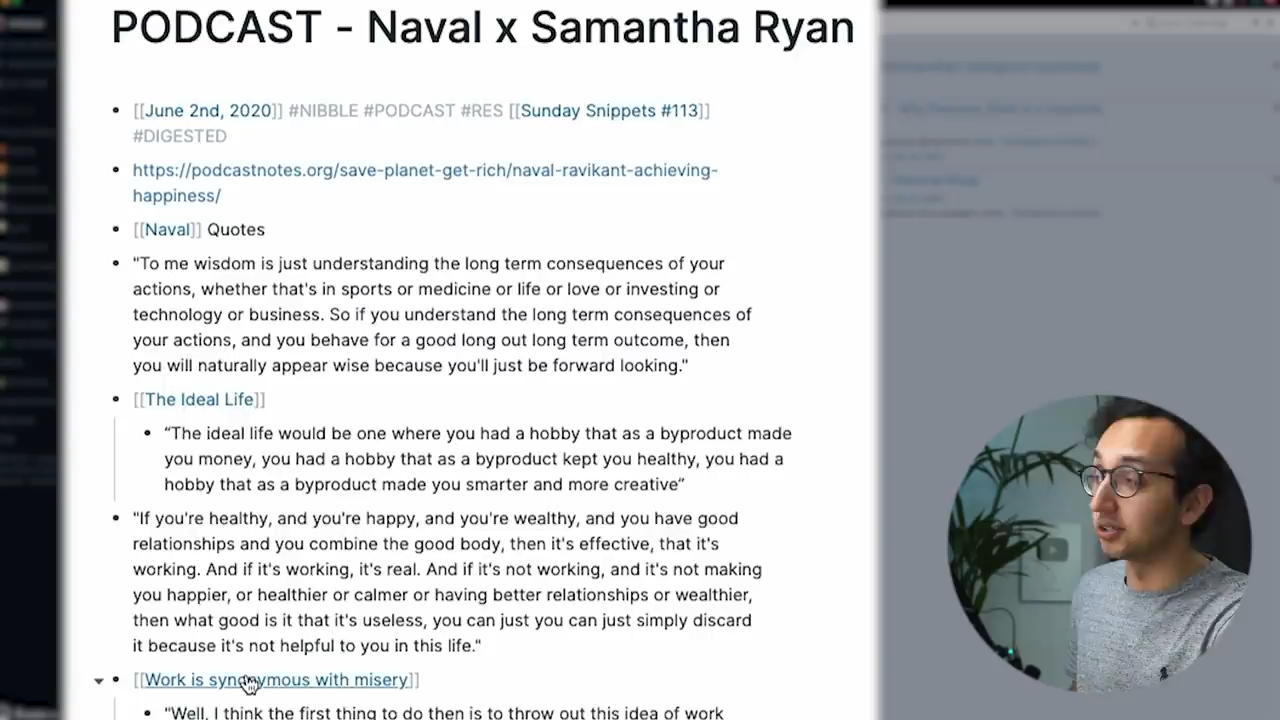 PODCAST - Naval x Samantha Ryan
[[June 2nd, 2020]] #NIBBLE #PODCAST #RES [[Sunday Snippets #113]]
#DIGESTED
https://podcastnotes.org/save-planet-get-rich/naval-ravikant-achieving-
happiness/
[[Naval]] Quotes
"To me wisdom is just understanding the long term consequences of your
actions, whether that's in sports or medicine or life or love or investing or
technology or business. So if you understand the long term consequences of
your actions, and you behave for a good long out long term outcome, then
you will naturally appear wise because you'll just be forward looking."
[[The Ideal Life]]
“The ideal life would be one where you had a hobby that as a byproduct made
you money, you had a hobby that as a byproduct kept you healthy, you had a
hobby that as a byproduct made you smarter and more creative”
"If you're healthy, and you're happy, and you're wealthy, and you have good
relationships and you combine the good body, then it's effective, that it's
working. And if it's working, it's real. And if it's not working, and it's not making
you happier, or healthier or calmer or having better relationships or wealthier,
then what good is it that it's useless, you can just you can just simply discard
it because it's not helpful to you in this life."
[[Work is synonymous with misery]]
"Well, I think the first thing to do then is to throw out this idea of work